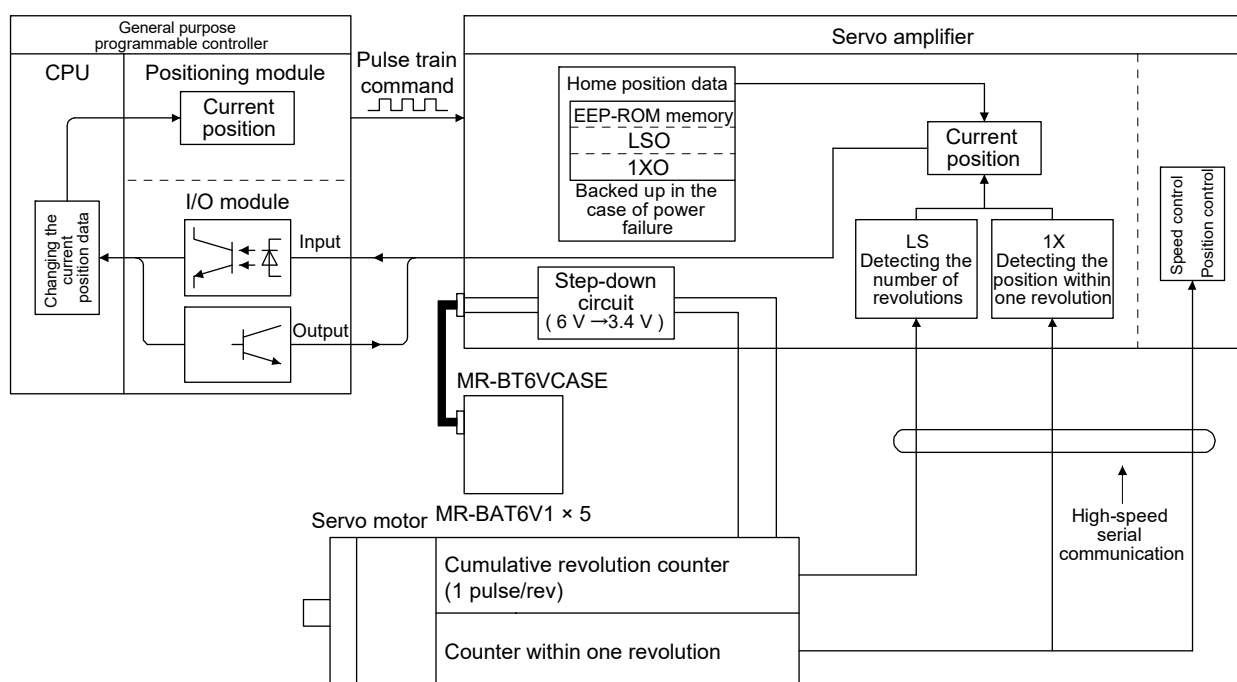 General purpose
programmable controller
CPU
Positioning module
Current
position
Changing the
current
position data
I/O module
Input
Output
Pulse train
command
Servo amplifier
Home position data
EEP-ROM memory
LSO
1XO
Backed up in the
case of power
failure
Current
position
LS
Detecting the
number of
revolutions
1X
Detecting the
position within
one revolution
Speed control
Position control
Step-down
circuit
( 6 V →3.4 V )
MR-BT6VCASE
MR-BAT6V1 × 5
High-speed
serial
communication
Servo motor
Cumulative revolution counter
(1 pulse/rev)
Counter within one revolution